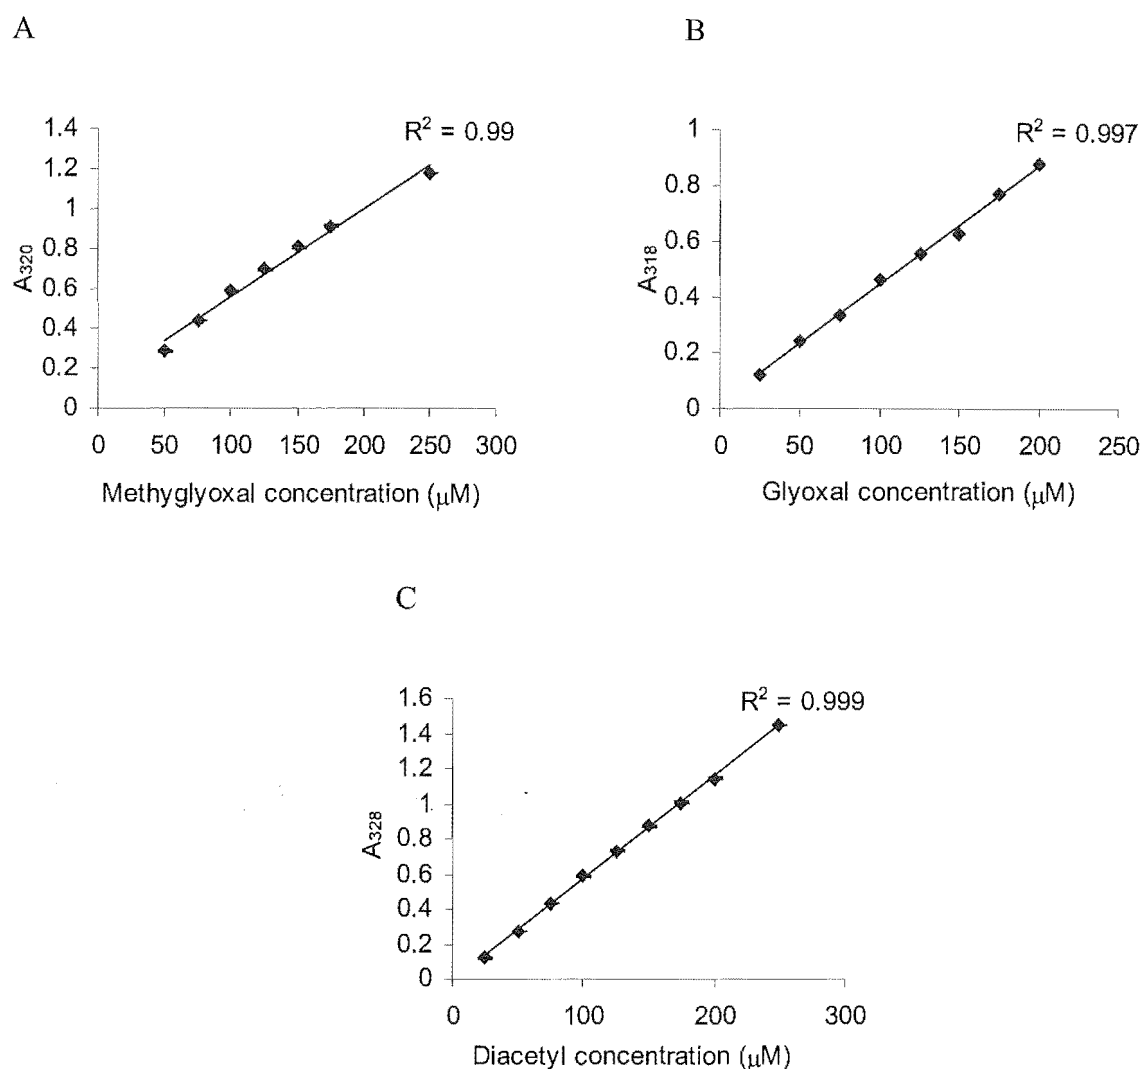 A
R² = 0.99
1.4
1.2
1
0.8
0.6
0.4
0.2
0
A₃₂₀
0 50 100 150 200 250 300
Methyglyoxal concentration (µM)
B
R² = 0.997
1
0.8
0.6
0.4
0.2
0
A₃₁₈
0 50 100 150 200 250
Glyoxal concentration (µM)
C
R² = 0.999
1.6
1.4
1.2
1
0.8
0.6
0.4
0.2
0
A₃₂₈
0 100 200 300
Diacetyl concentration (µM)